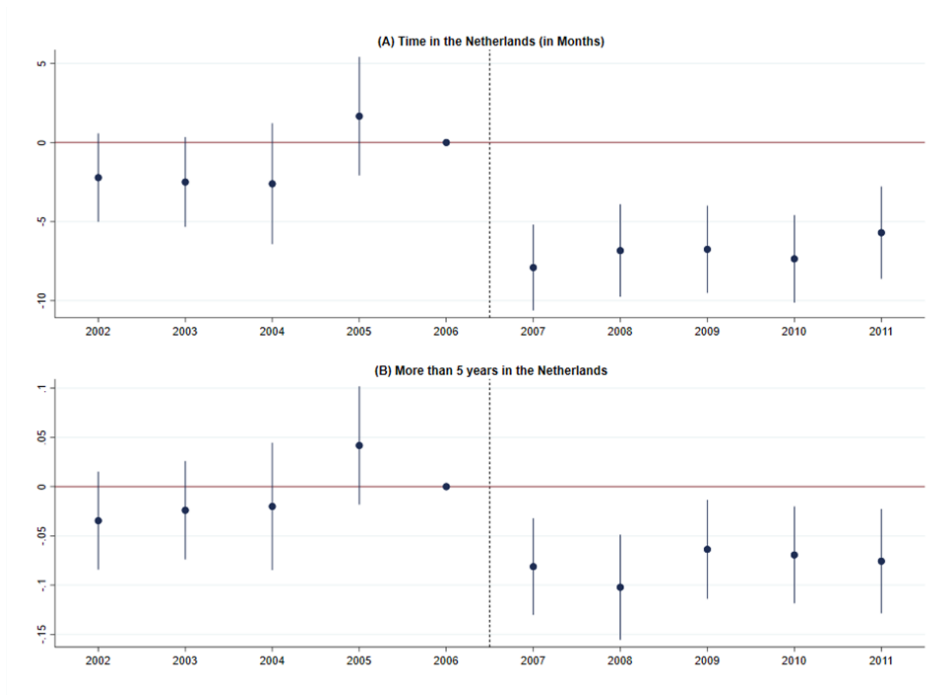 (A) Time in the Netherlands (in Months)
5
0
-5
-10
2002 2003 2004 2005 2006 2007 2008 2009 2010 2011
(B) More than 5 years in the Netherlands
.1
.05
0
-.05
-.1
-.15
2002 2003 2004 2005 2006 2007 2008 2009 2010 2011